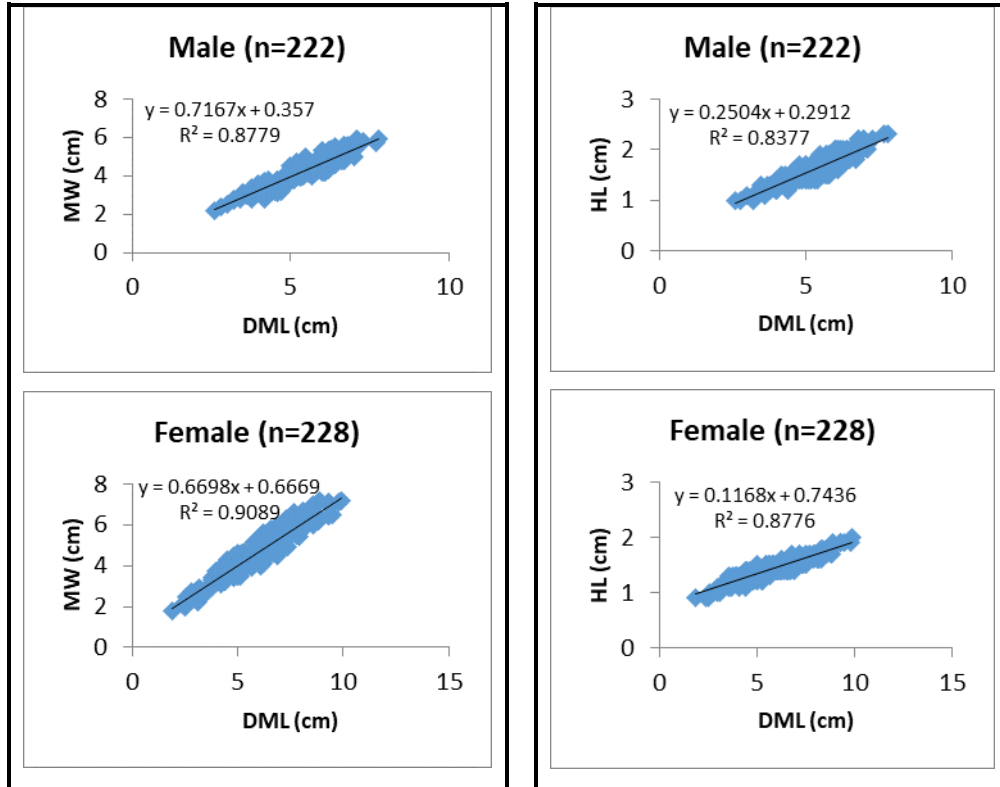 Male (n=222)
y = 0.7167x + 0.357
R² = 0.8779
MW (cm)
8
6
4
2
0
0 5 10
DML (cm)
Male (n=222)
y = 0.2504x + 0.2912
R² = 0.8377
HL (cm)
3
2
1
0
0 5 10
DML (cm)
Female (n=228)
y = 0.6698x + 0.6669
R² = 0.9089
MW (cm)
8
6
4
2
0
0 5 10 15
DML (cm)
Female (n=228)
y = 0.1168x + 0.7436
R² = 0.8776
HL (cm)
3
2
1
0
0 5 10 15
DML (cm)